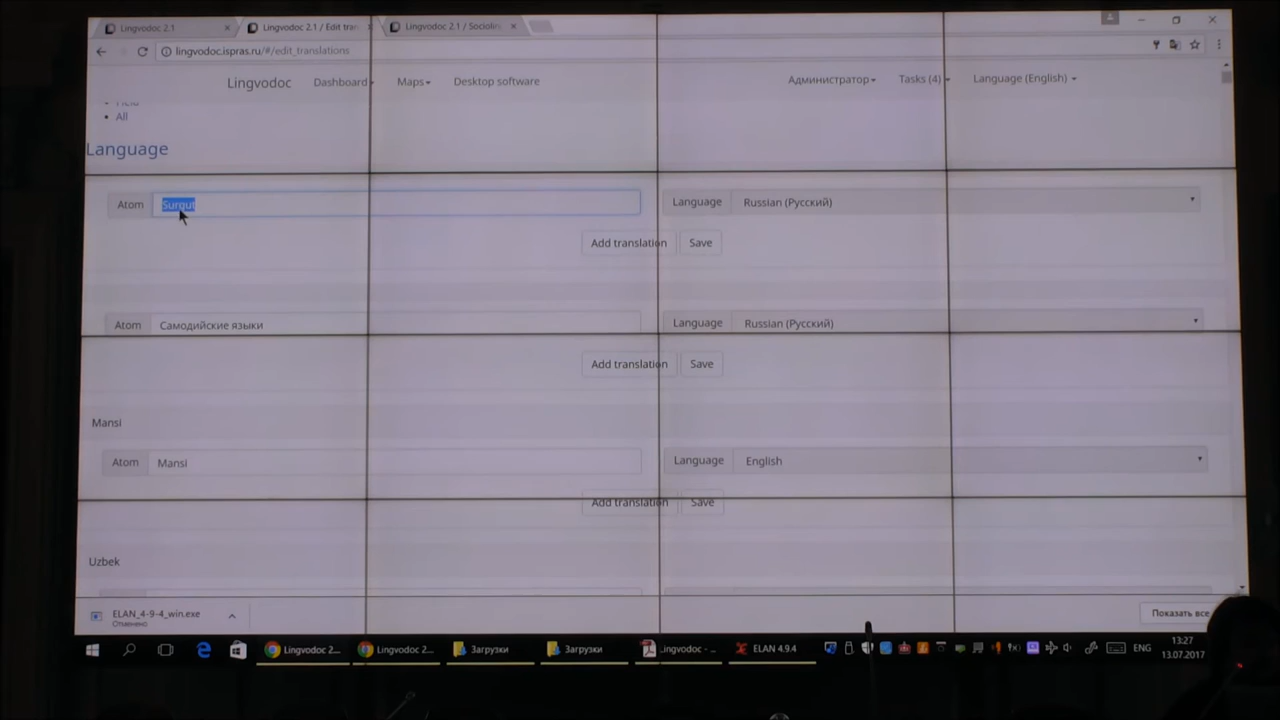 Lingvodoc 2.1
Lingvodoc 2.1 / Edit tran
Lingvodoc 2.1 / Sociolin
lingvodoc.ispras.ru/#/edit_translations
Lingvodoc Dashboard Maps Desktop software Администратор Tasks (4) Language (English)
All
Language
Atom Surgut Language Russian (Русский)
Add translation Save
Atom Самодийские языки Language Russian (Русский)
Add translation Save
Mansi
Atom Mansi Language English
Add translation Save
Uzbek
ELAN_4-9-4_win.exe
Отменено
Показать все
Lingvodoc 2... Lingvodoc 2... Загрузки Загрузки Lingvodoc - ... ELAN 4.9.4 ENG 13:27
13.07.2017